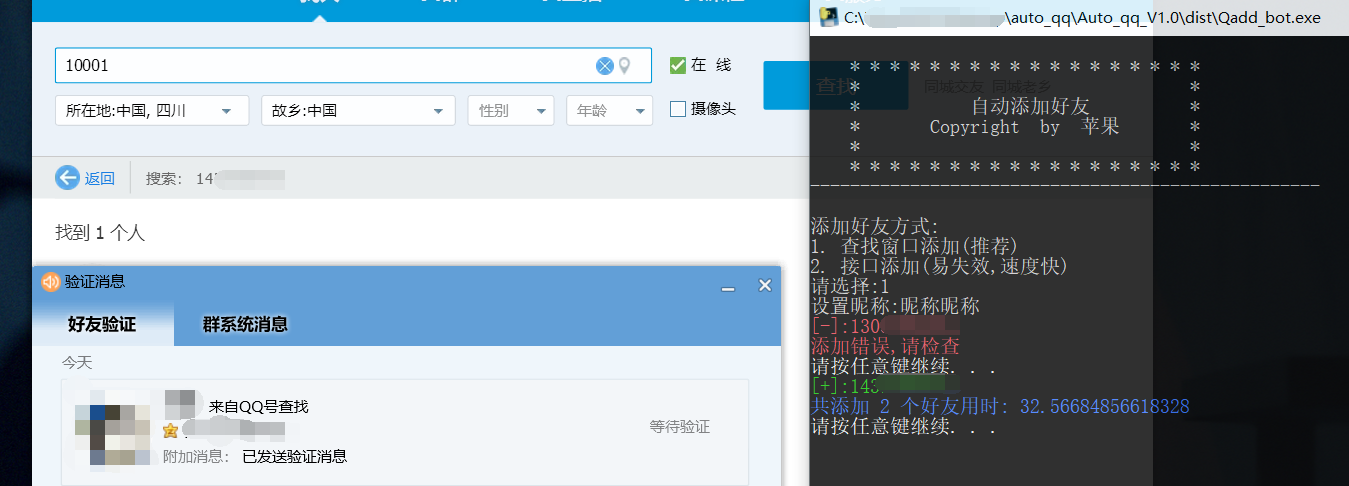 10001
在 线
查找
同城交友 同城老乡
所在地:中国, 四川
故乡:中国
性别
年龄
摄像头
返回
搜索:
找到 1 个人
验证消息
好友验证
群系统消息
今天
来自QQ号查找
等待验证
附加消息: 已发送验证消息
C:\ \auto_qq\Auto_qq_V1.0\dist\Qadd_bot.exe
* * * * * * * * * * * * * * * * * *
* *
* 自动添加好友 *
* Copyright by 苹果 *
* *
* * * * * * * * * * * * * * * * * *
---------------------------------------------------
添加好友方式:
1. 查找窗口添加(推荐)
2. 接口添加(易失效,速度快)
请选择:1
设置昵称:昵称昵称
[-]:130
添加错误,请检查
请按任意键继续. . .
[+]:143
共添加 2 个好友用时: 32.56684856618328
请按任意键继续. . .